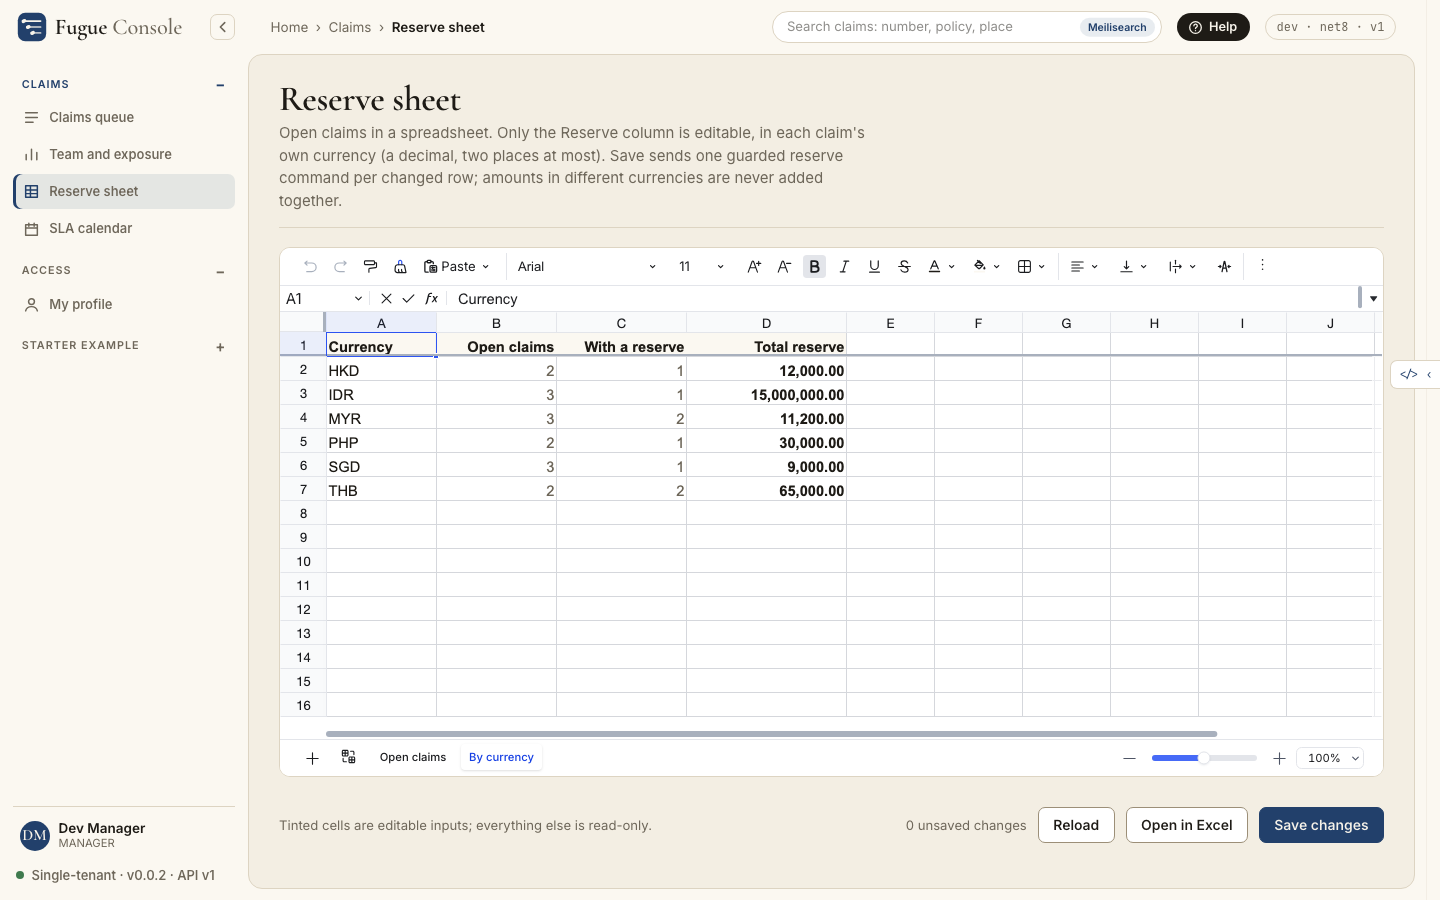 Fugue Console
Home › Claims › Reserve sheet
Search claims: number, policy, place
Meilisearch
Help
dev · net8 · v1
CLAIMS
Claims queue
Team and exposure
Reserve sheet
SLA calendar
ACCESS
My profile
STARTER EXAMPLE
Reserve sheet
Open claims in a spreadsheet. Only the Reserve column is editable, in each claim's
own currency (a decimal, two places at most). Save sends one guarded reserve
command per changed row; amounts in different currencies are never added
together.
Paste Arial 11
A1 fx Currency
A B C D E F G H I J
1 Currency Open claims With a reserve Total reserve
2 HKD 2 1 12,000.00
3 IDR 3 1 15,000,000.00
4 MYR 3 2 11,200.00
5 PHP 2 1 30,000.00
6 SGD 3 1 9,000.00
7 THB 2 2 65,000.00
8
9
10
11
12
13
14
15
16
Open claims By currency 100%
Tinted cells are editable inputs; everything else is read-only.
0 unsaved changes Reload Open in Excel Save changes
DM
Dev Manager
MANAGER
Single-tenant · v0.0.2 · API v1